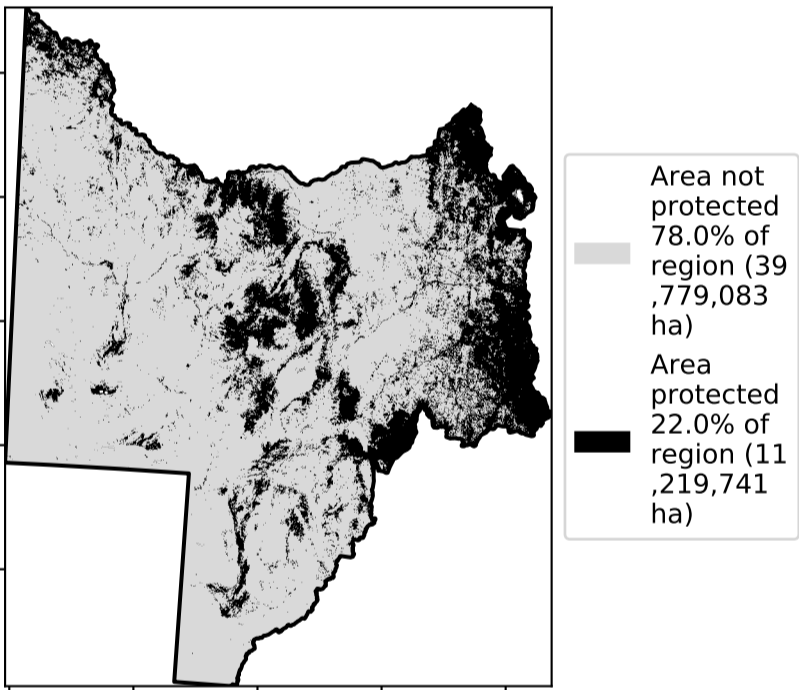 Area not
protected
78.0% of
region (39
,779,083
ha)
Area
protected
22.0% of
region (11
,219,741
ha)